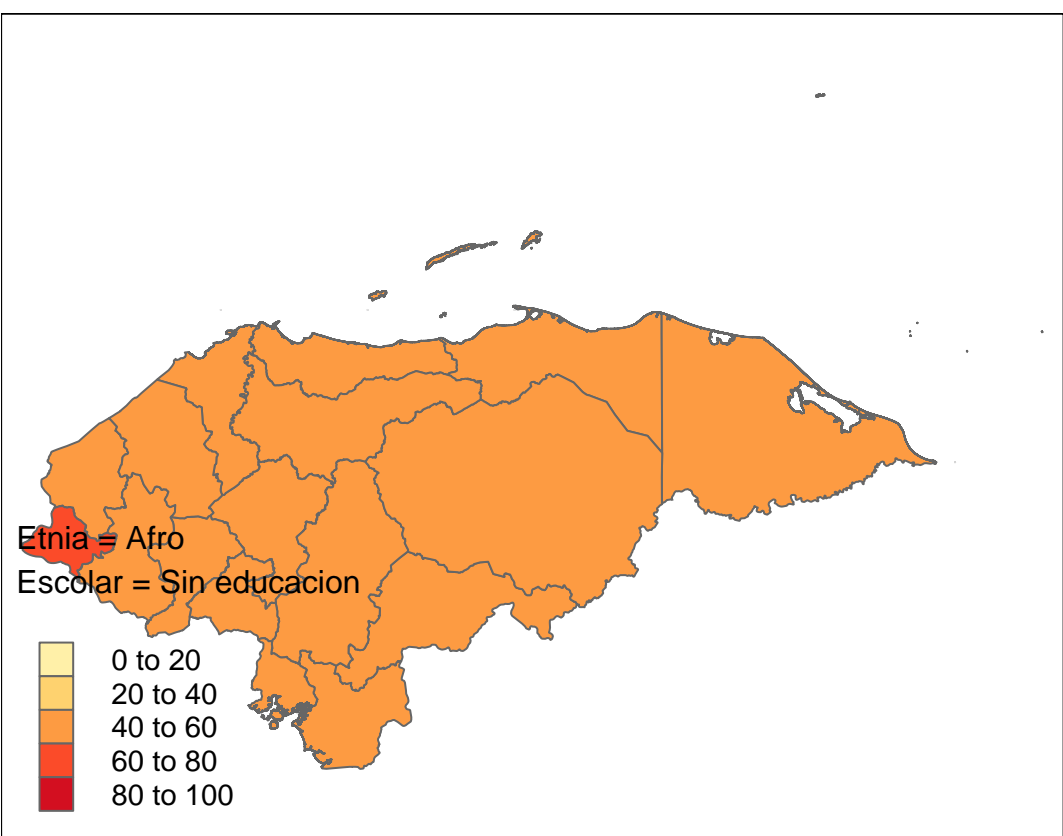 Etnia = Afro
Escolar = Sin educacion
0 to 20
20 to 40
40 to 60
60 to 80
80 to 100